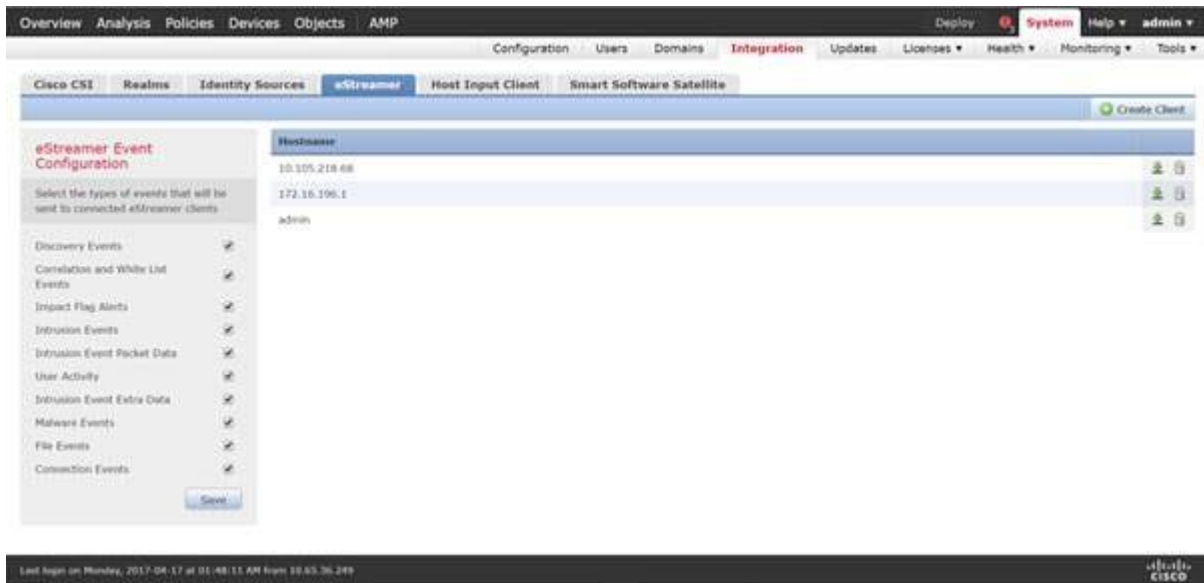 Overview Analysis Policies Devices Objects AMP Deploy System Help admin
Configuration Users Domains Integration Updates Licenses Health Monitoring Tools
Cisco CSI Realms Identity Sources eStreamer Host Input Client Smart Software Satellite
Create Client
eStreamer Event
Configuration
Select the types of events that will be
sent to connected eStreamer clients
Discovery Events
Correlation and White List
Events
Impact Flag Alerts
Intrusion Events
Intrusion Event Packet Data
User Activity
Intrusion Event Extra Data
Malware Events
File Events
Connection Events
Save
Hostname
10.105.218.68
172.16.196.1
admin
Last login on Monday, 2017-04-17 at 01:48:11 AM from 10.65.36.249
CISCO